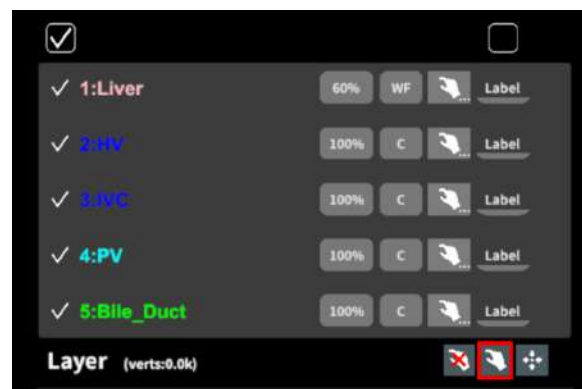 1:Liver 60% WF Label
2:HV 100% C Label
3:IVC 100% C Label
4:PV 100% C Label
5:Bile_Duct 100% C Label
Layer (verts:0.0k)